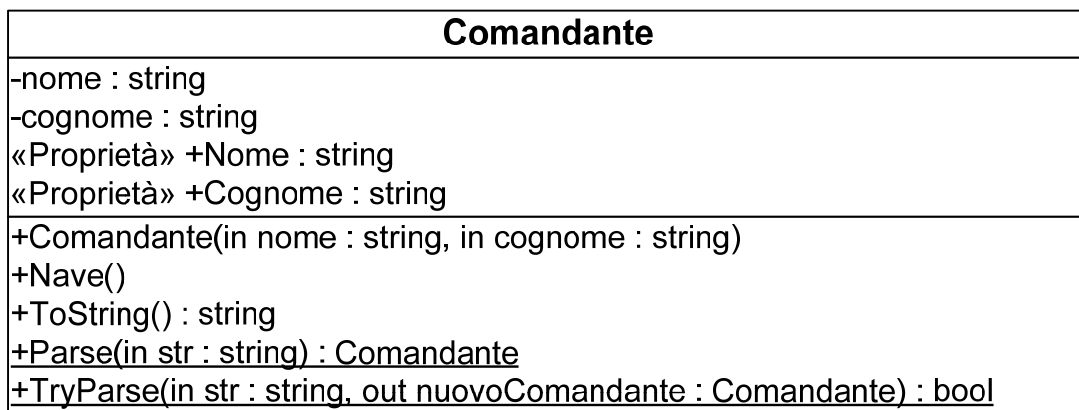 Comandante
-nome : string
-cognome : string
«Proprietà» +Nome : string
«Proprietà» +Cognome : string
+Comandante(in nome : string, in cognome : string)
+Nave()
+ToString() : string
+Parse(in str : string) : Comandante
+TryParse(in str : string, out nuovoComandante : Comandante) : bool